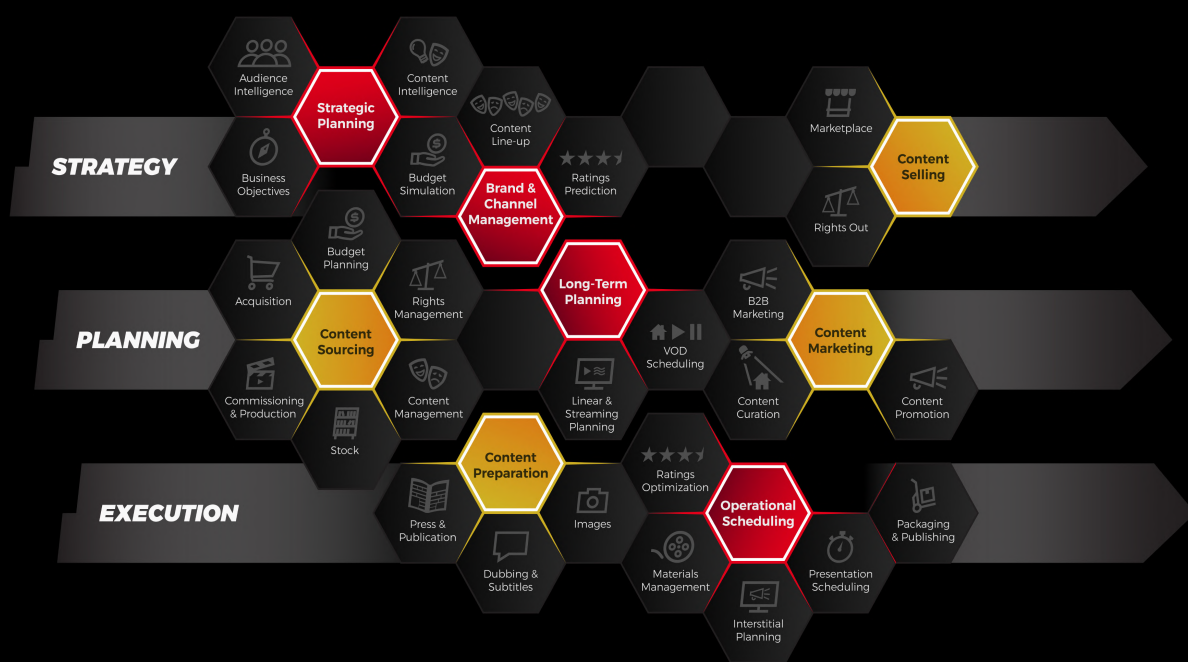 Audience
Intelligence
Content
Intelligence
Strategic
Planning
Content
Line-up
Marketplace
STRATEGY
Business
Objectives
Budget
Simulation
Brand &
Channel
Management
Ratings
Prediction
Content
Selling
Rights Out
Budget
Planning
Acquisition
Rights
Management
Long-Term
Planning
B2B
Marketing
PLANNING
Content
Sourcing
VOD
Scheduling
Content
Marketing
Commissioning
& Production
Content
Management
Linear &
Streaming
Planning
Content
Curation
Content
Promotion
Stock
Content
Preparation
Ratings
Optimization
EXECUTION
Press &
Publication
Images
Operational
Scheduling
Packaging
& Publishing
Dubbing &
Subtitles
Materials
Management
Presentation
Scheduling
Interstitial
Planning